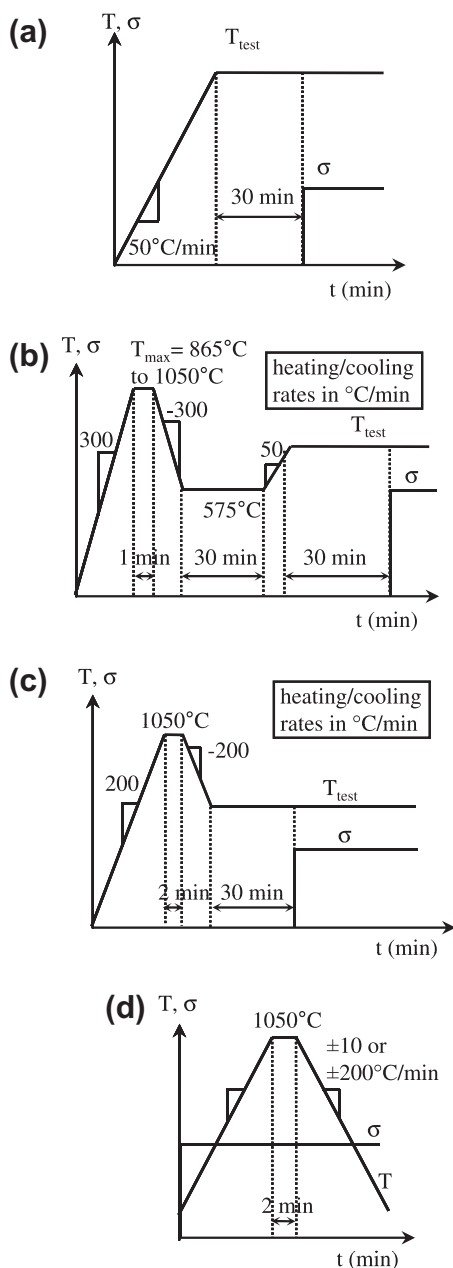 (a)
T, σ
T_test
σ
30 min
50°C/min
t (min)
(b)
T, σ
T_max = 865°C
to 1050°C
heating/cooling
rates in °C/min
-300
300
50
T_test
σ
575°C
1 min
30 min
30 min
t (min)
(c)
T, σ
1050°C
heating/cooling
rates in °C/min
-200
200
T_test
σ
2 min
30 min
t (min)
(d)
T, σ
1050°C
±10 or
±200°C/min
σ
T
2 min
t (min)